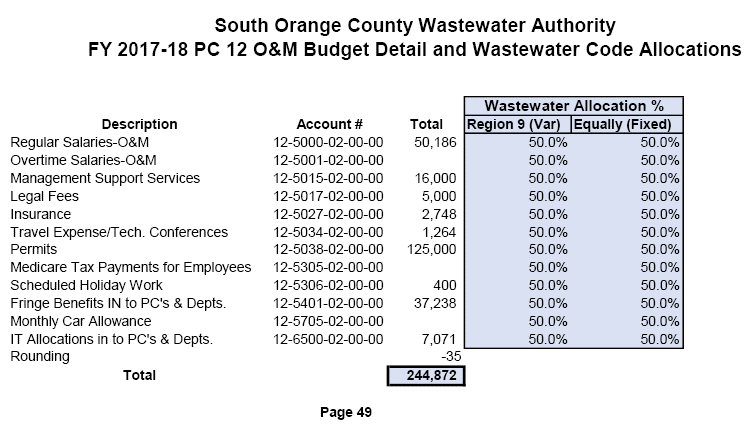 South Orange County Wastewater Authority
FY 2017-18 PC 12 O&M Budget Detail and Wastewater Code Allocations
Wastewater Allocation %
Description Account # Total Region 9 (Var) Equally (Fixed)
Regular Salaries-O&M 12-5000-02-00-00 50,186 50.0% 50.0%
Overtime Salaries-O&M 12-5001-02-00-00 50.0% 50.0%
Management Support Services 12-5015-02-00-00 16,000 50.0% 50.0%
Legal Fees 12-5017-02-00-00 5,000 50.0% 50.0%
Insurance 12-5027-02-00-00 2,748 50.0% 50.0%
Travel Expense/Tech. Conferences 12-5034-02-00-00 1,264 50.0% 50.0%
Permits 12-5038-02-00-00 125,000 50.0% 50.0%
Medicare Tax Payments for Employees 12-5305-02-00-00 50.0% 50.0%
Scheduled Holiday Work 12-5306-02-00-00 400 50.0% 50.0%
Fringe Benefits IN to PC's & Depts. 12-5401-02-00-00 37,238 50.0% 50.0%
Monthly Car Allowance 12-5705-02-00-00 50.0% 50.0%
IT Allocations in to PC's & Depts. 12-6500-02-00-00 7,071 50.0% 50.0%
Rounding -35
Total 244,872
Page 49